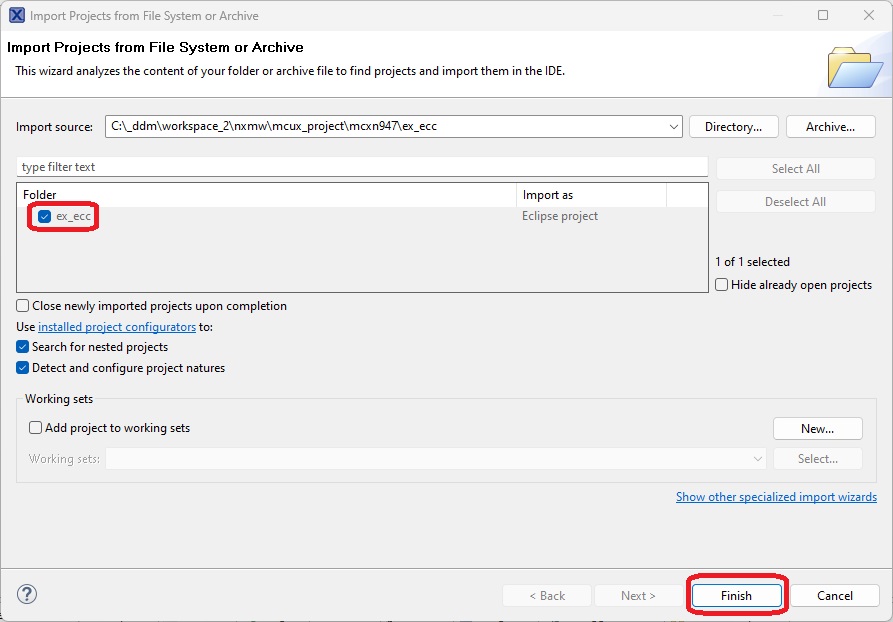 Import Projects from File System or Archive
Import Projects from File System or Archive
This wizard analyzes the content of your folder or archive file to find projects and import them in the IDE.
Import source: C:\_ddm\workspace_2\nxmw\mcux_project\mcxn947\ex_ecc Directory... Archive...
type filter text Select All
Folder Import as
Deselect All
ex_ecc Eclipse project
1 of 1 selected
Hide already open projects
Close newly imported projects upon completion
Use installed project configurators to:
Search for nested projects
Detect and configure project natures
Working sets
Add project to working sets New...
Working sets: Select...
Show other specialized import wizards
? < Back Next > Finish Cancel